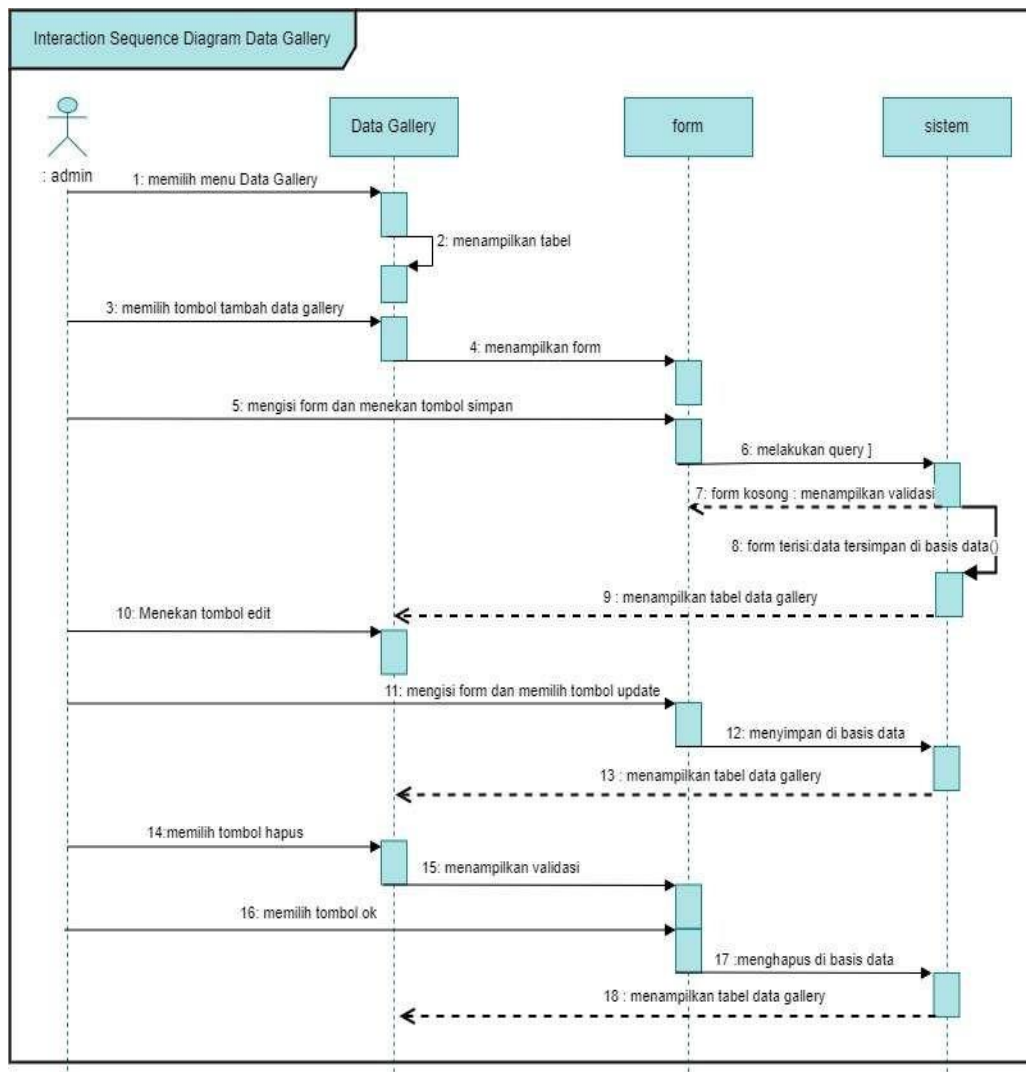 Interaction Sequence Diagram Data Gallery
Data Gallery
form
sistem
: admin
1: memilih menu Data Gallery
2: menampilkan tabel
3: memilih tombol tambah data gallery
4: menampilkan form
5: mengisi form dan menekan tombol simpan
6: melakukan query ]
7: form kosong : menampilkan validasi
8: form terisi:data tersimpan di basis data()
9 : menampilkan tabel data gallery
10: Menekan tombol edit
11: mengisi form dan memilih tombol update
12: menyimpan di basis data
13 : menampilkan tabel data gallery
14:memilih tombol hapus
15: menampilkan validasi
16: memilih tombol ok
17 :menghapus di basis data
18 : menampilkan tabel data gallery